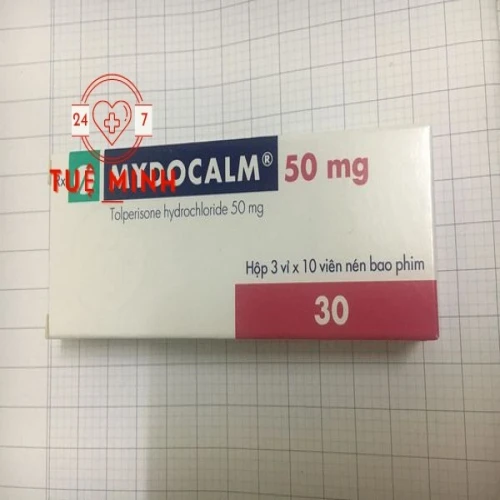 24 7
TUỆ MINH
Rx
MYDOCALM® 50 mg
Tolperisone hydrochloride 50 mg
Hộp 3 vỉ x 10 viên nén bao phim
30